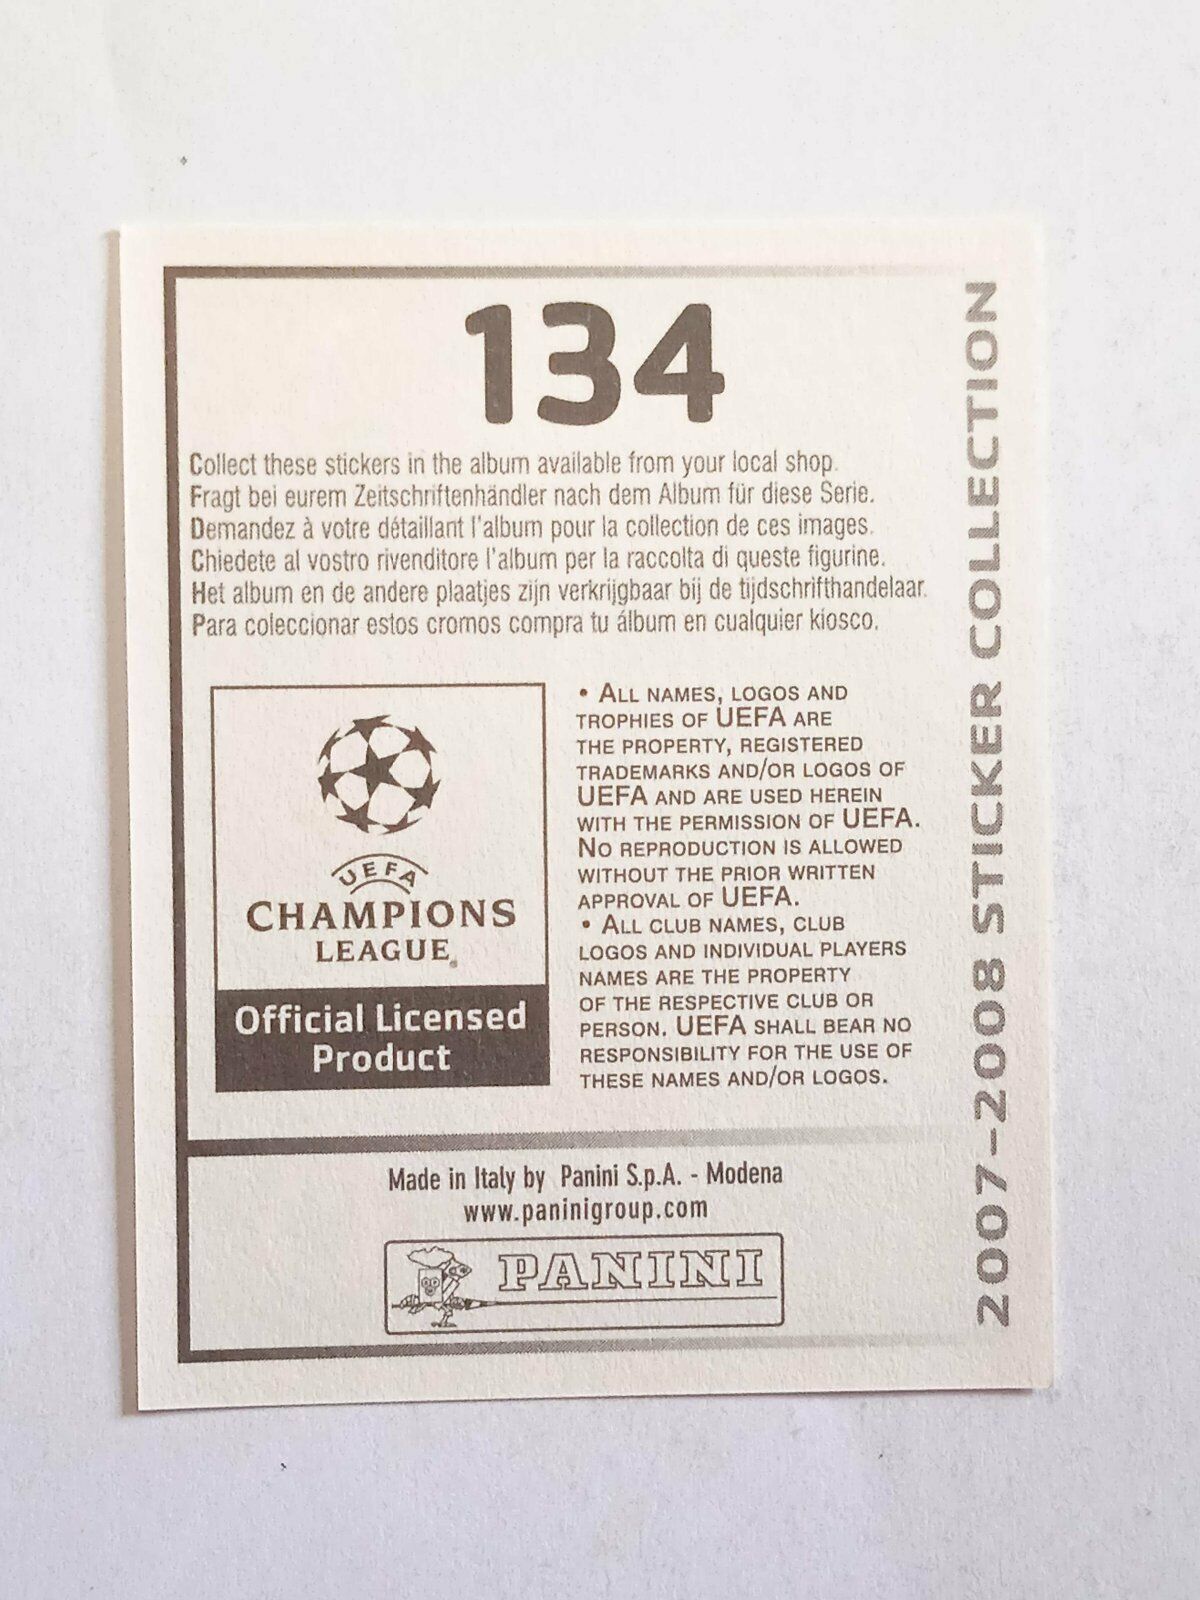 134
Collect these stickers in the album available from your local shop.
Fragt bei eurem Zeitschriftenhändler nach dem Album für diese Serie.
Demandez à votre détaillant l'album pour la collection de ces images.
Chiedete al vostro rivenditore l'album per la raccolta di queste figurine.
Het album en de andere plaatjes zijn verkrijgbaar bij de tijdschrifthandelaar.
Para coleccionar estos cromos compra tu álbum en cualquier kiosco.
UEFA
CHAMPIONS
LEAGUE®
Official Licensed
Product
• ALL NAMES, LOGOS AND
TROPHIES OF UEFA ARE
THE PROPERTY, REGISTERED
TRADEMARKS AND/OR LOGOS OF
UEFA AND ARE USED HEREIN
WITH THE PERMISSION OF UEFA.
NO REPRODUCTION IS ALLOWED
WITHOUT THE PRIOR WRITTEN
APPROVAL OF UEFA.
• ALL CLUB NAMES, CLUB
LOGOS AND INDIVIDUAL PLAYERS
NAMES ARE THE PROPERTY
OF THE RESPECTIVE CLUB OR
PERSON. UEFA SHALL BEAR NO
RESPONSIBILITY FOR THE USE OF
THESE NAMES AND/OR LOGOS.
Made in Italy by Panini S.p.A. - Modena
www.paninigroup.com
PANINI
2007-2008 STICKER COLLECTION